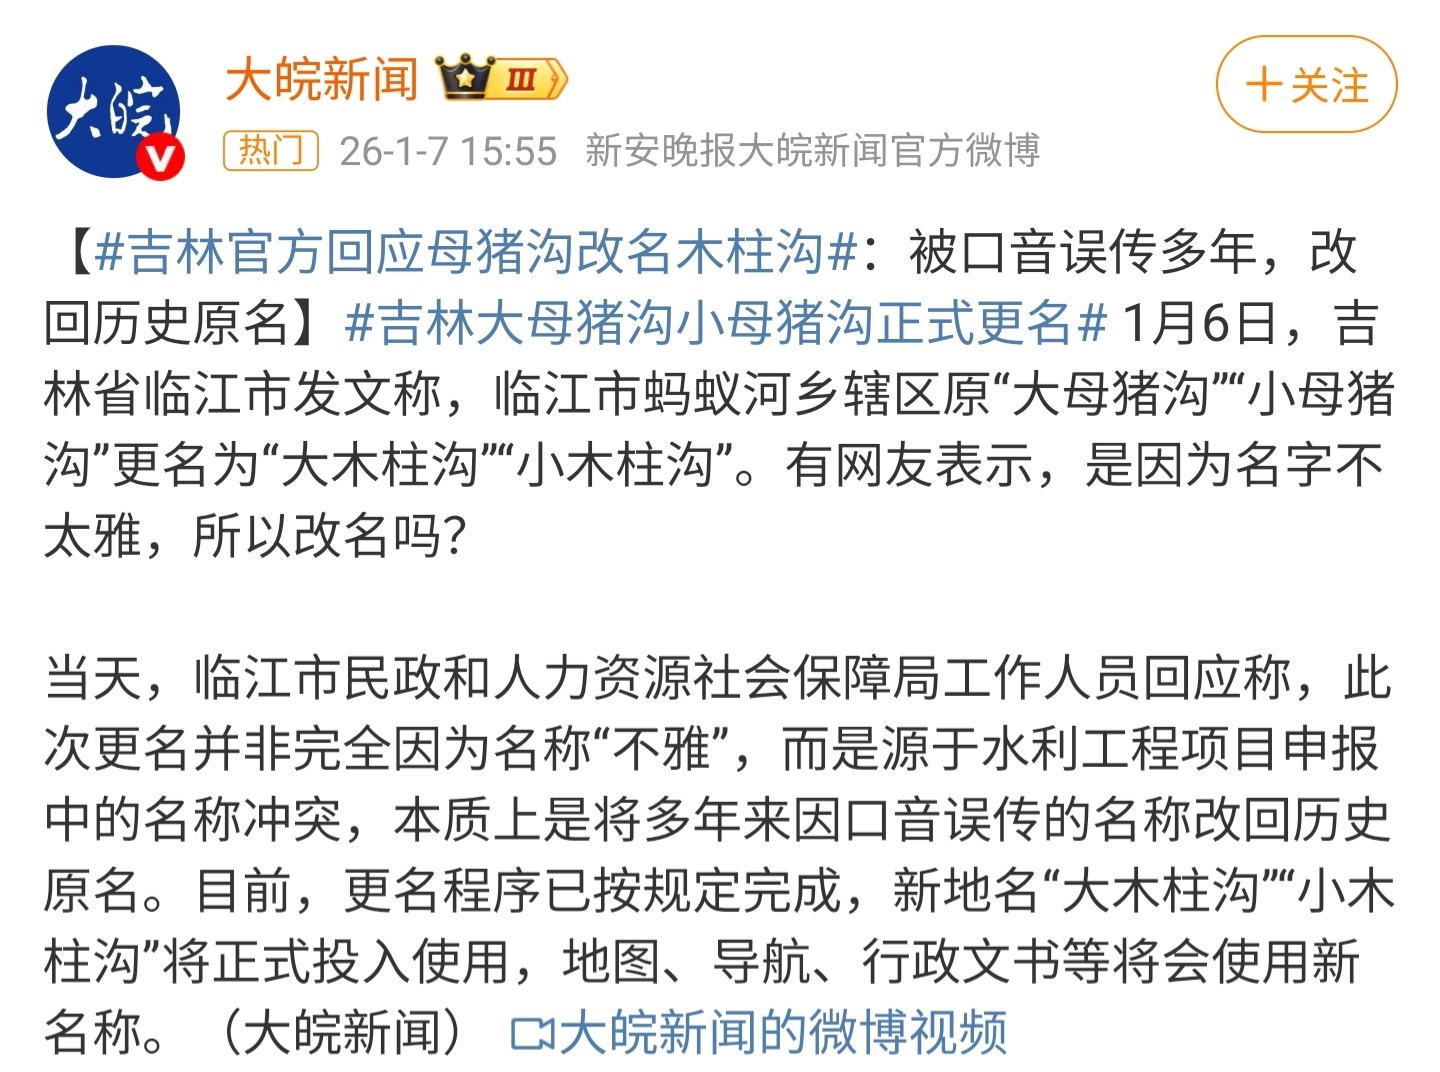 大皖
V
大皖新闻 III
+关注
热门 26-1-7 15:55 新安晚报大皖新闻官方微博
【#吉林官方回应母猪沟改名木柱沟#：被口音误传多年，改
回历史原名】#吉林大母猪沟小母猪沟正式更名# 1月6日，吉
林省临江市发文称，临江市蚂蚁河乡辖区原“大母猪沟”“小母猪
沟”更名为“大木柱沟”“小木柱沟”。有网友表示，是因为名字不
太雅，所以改名吗？
当天，临江市民政和人力资源社会保障局工作人员回应称，此
次更名并非完全因为名称“不雅”，而是源于水利工程项目申报
中的名称冲突，本质上是将多年来因口音误传的名称改回历史
原名。目前，更名程序已按规定完成，新地名“大木柱沟”“小木
柱沟”将正式投入使用，地图、导航、行政文书等将会使用新
名称。（大皖新闻） 大皖新闻的微博视频